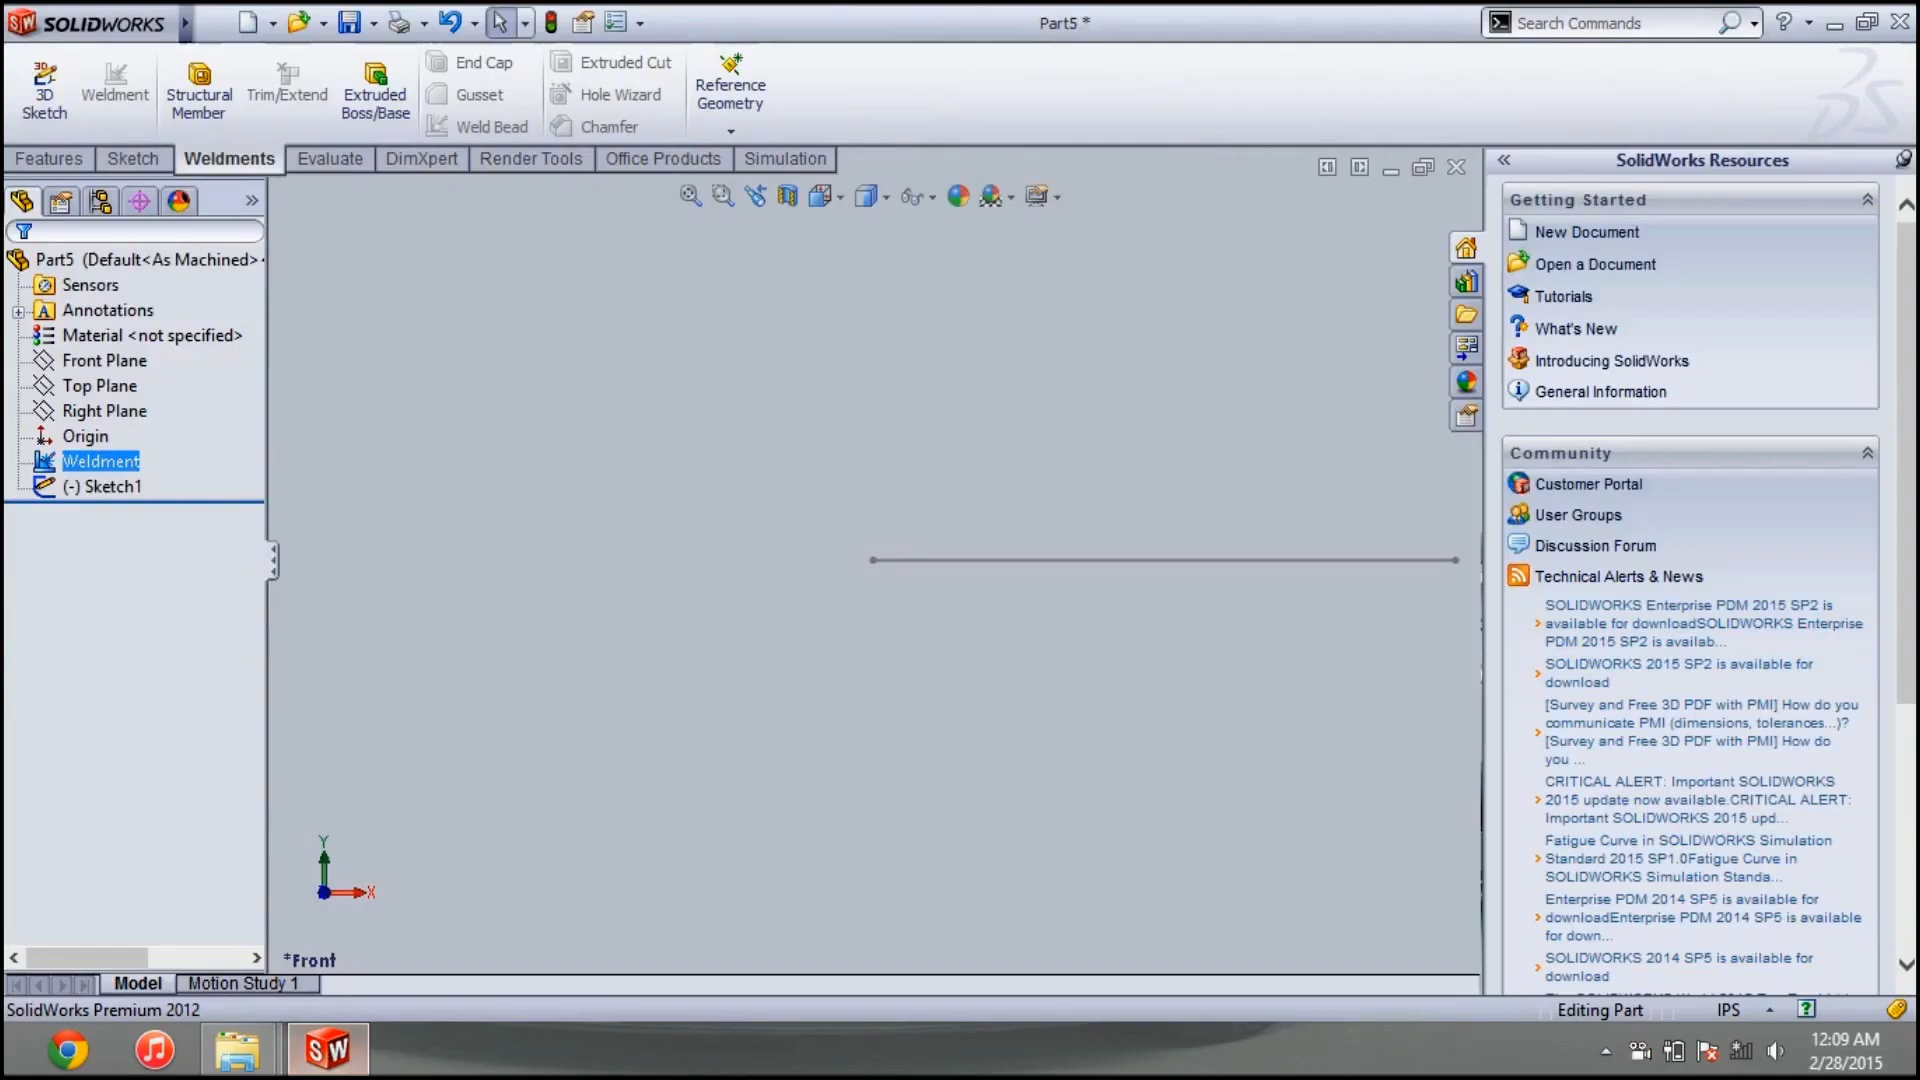 SOLIDWORKS
Part5 *
Search Commands
3D Sketch
Weldment
Structural Member
Trim/Extend
Extruded Boss/Base
End Cap
Gusset
Weld Bead
Extruded Cut
Hole Wizard
Chamfer
Reference Geometry
Features
Sketch
Weldments
Evaluate
DimXpert
Render Tools
Office Products
Simulation
Part5 (Default<As Machined>
Sensors
Annotations
Material <not specified>
Front Plane
Top Plane
Right Plane
Origin
Weldment
(-) Sketch1
Y
X
*Front
SolidWorks Resources
Getting Started
New Document
Open a Document
Tutorials
What's New
Introducing SolidWorks
General Information
Community
Customer Portal
User Groups
Discussion Forum
Technical Alerts & News
SOLIDWORKS Enterprise PDM 2015 SP2 is
available for downloadSOLIDWORKS Enterprise
PDM 2015 SP2 is availab...
SOLIDWORKS 2015 SP2 is available for
download
[Survey and Free 3D PDF with PMI] How do you
communicate PMI (dimensions, tolerances...)?
[Survey and Free 3D PDF with PMI] How do
you ...
CRITICAL ALERT: Important SOLIDWORKS
2015 update now available.CRITICAL ALERT:
Important SOLIDWORKS 2015 upd...
Fatigue Curve in SOLIDWORKS Simulation
Standard 2015 SP1.0Fatigue Curve in
SOLIDWORKS Simulation Standa...
Enterprise PDM 2014 SP5 is available for
downloadEnterprise PDM 2014 SP5 is available
for down...
SOLIDWORKS 2014 SP5 is available for
download
Model
Motion Study 1
SolidWorks Premium 2012
Editing Part
IPS
12:09 AM
2/28/2015